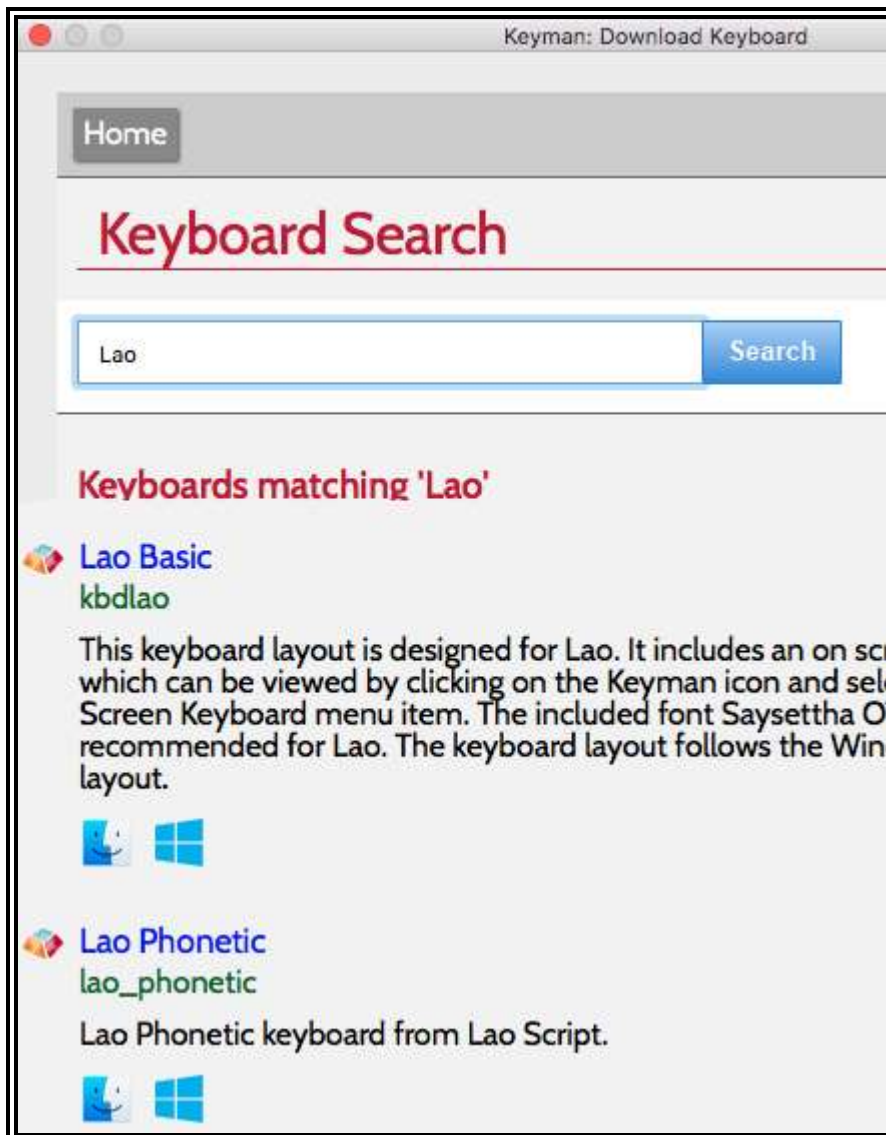 Keyman: Download Keyboard
Home
Keyboard Search
Lao
Search
Keyboards matching 'Lao'
Lao Basic
kbdlao
This keyboard layout is designed for Lao. It includes an on
which can be viewed by clicking on the Keyman icon and
Screen Keyboard menu item. The included font Saysettha
recommended for Lao. The keyboard layout follows the
layout.
Lao Phonetic
lao_phonetic
Lao Phonetic keyboard from Lao Script.